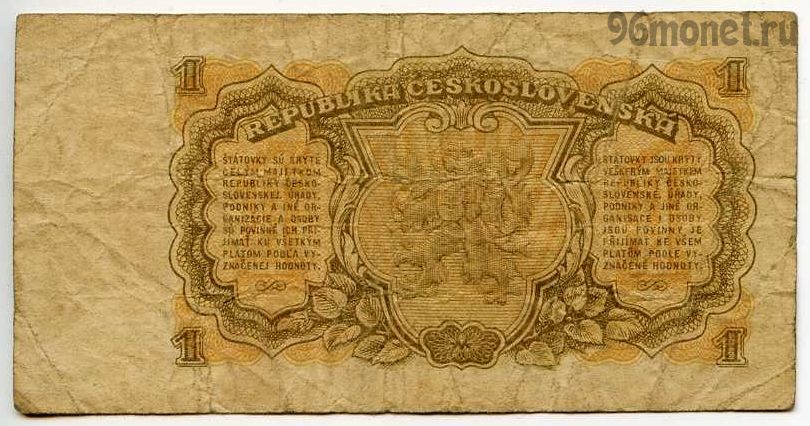 96monet.ru
1 1
REPUBLIKA ČESKOSLOVENSKÁ
ŠTÁTOVKY SÚ KRYTÉ
CELÝM MAJETKOM
REPUBLIKY ČESKO-
SLOVENSKEJ. ÚRADY,
PODNIKY A INÉ OR-
GANIZÁCIE A OSOBY
SÚ POVINNÉ ICH PRI-
JÍMAŤ KU VŠETKÝM
PLATOM PODĽA VY-
ZNAČENEJ HODNOTY.
STÁTOVKY JSOU KRYTY
VEŠKERÝM MAJETKEM
REPUBLIKY ČESKO-
SLOVENSKÉ. ÚŘADY,
PODNIKY A JINÉ OR-
GANISACE I OSOBY
JSOU POVINNY JE
PŘIJÍMAT KE VŠEM
PLATŮM PODLE VY-
ZNAČENÉ HODNOTY.
1 1